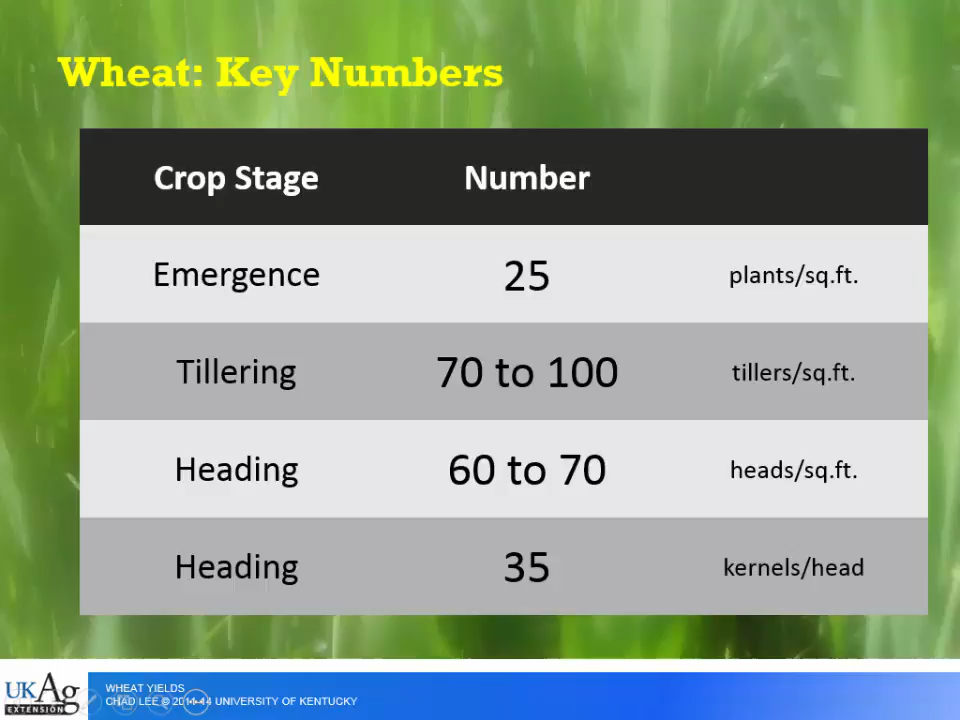 Wheat: Key Numbers
Crop Stage Number
Emergence 25 plants/sq.ft.
Tillering 70 to 100 tillers/sq.ft.
Heading 60 to 70 heads/sq.ft.
Heading 35 kernels/head
UKAg
EXTENSION
WHEAT YIELDS
CHAD LEE © UNIVERSITY OF KENTUCKY